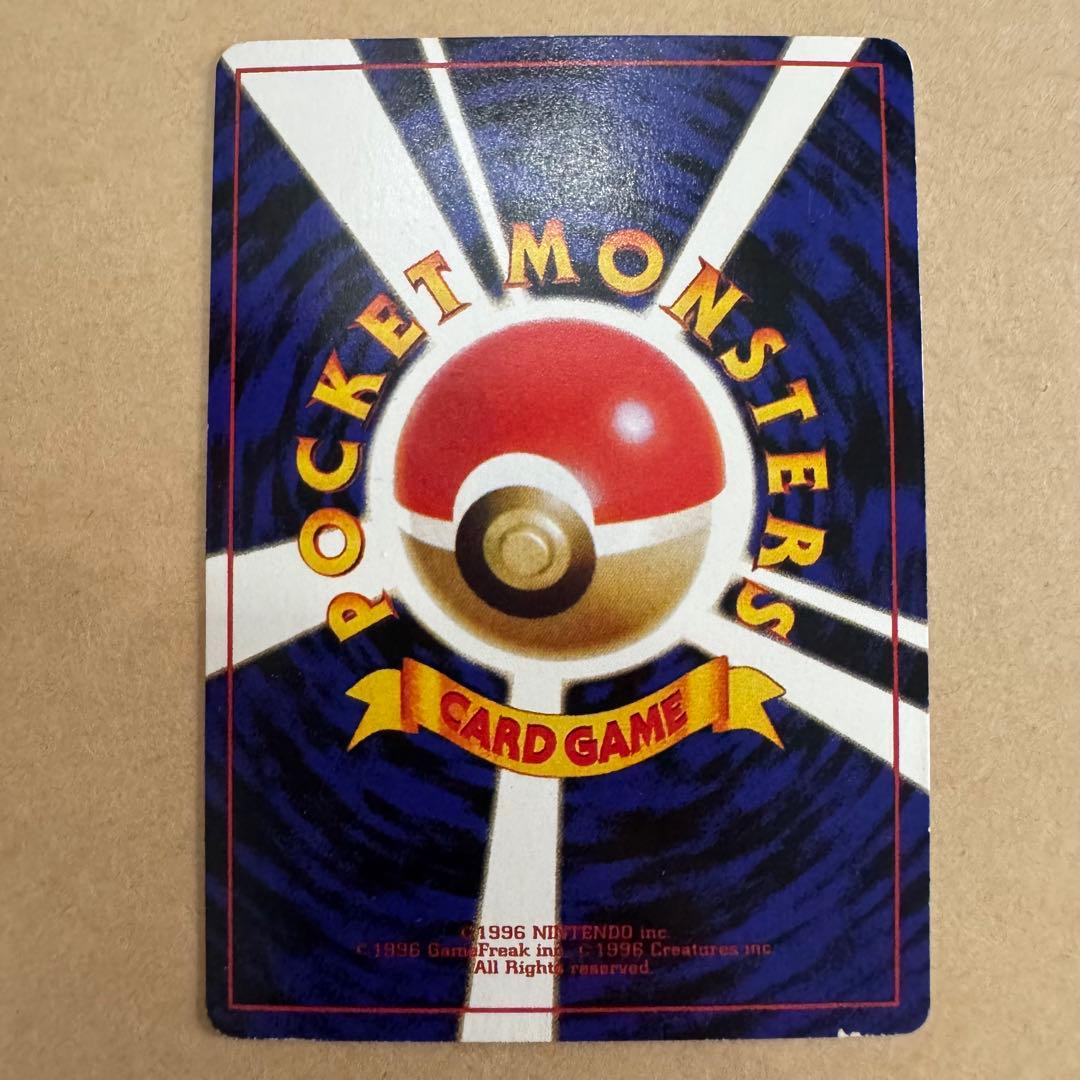 POCKET MONSTERS
CARD GAME
©1996 NINTENDO inc.
©1996 GameFreak inc. ©1996 Creatures inc.
All Rights reserved.